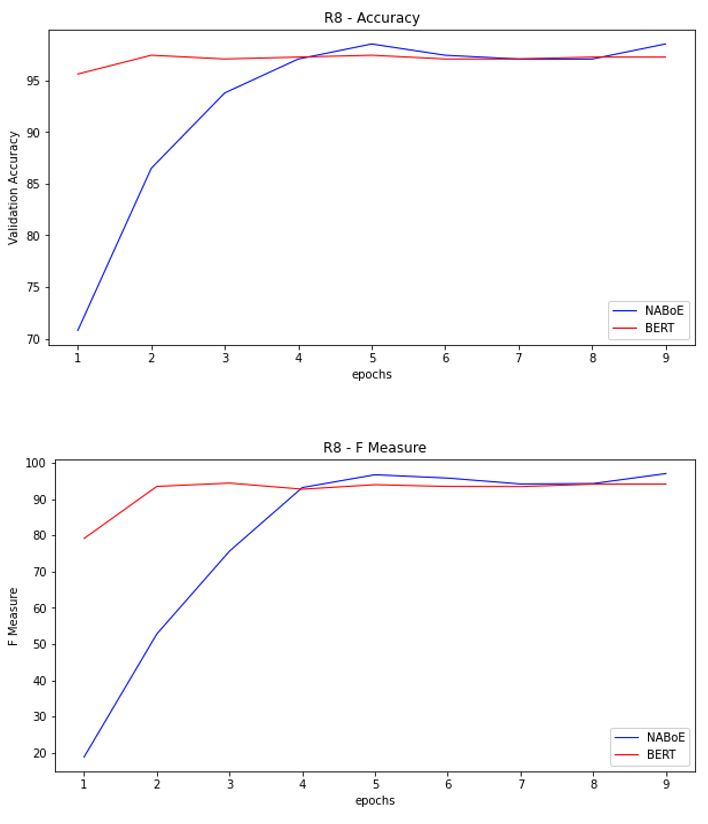 R8 - Accuracy
Validation Accuracy
95
90
85
80
75
70
NABoE
BERT
1 2 3 4 5 6 7 8 9
epochs
R8 - F Measure
F Measure
100
90
80
70
60
50
40
30
20
NABoE
BERT
1 2 3 4 5 6 7 8 9
epochs